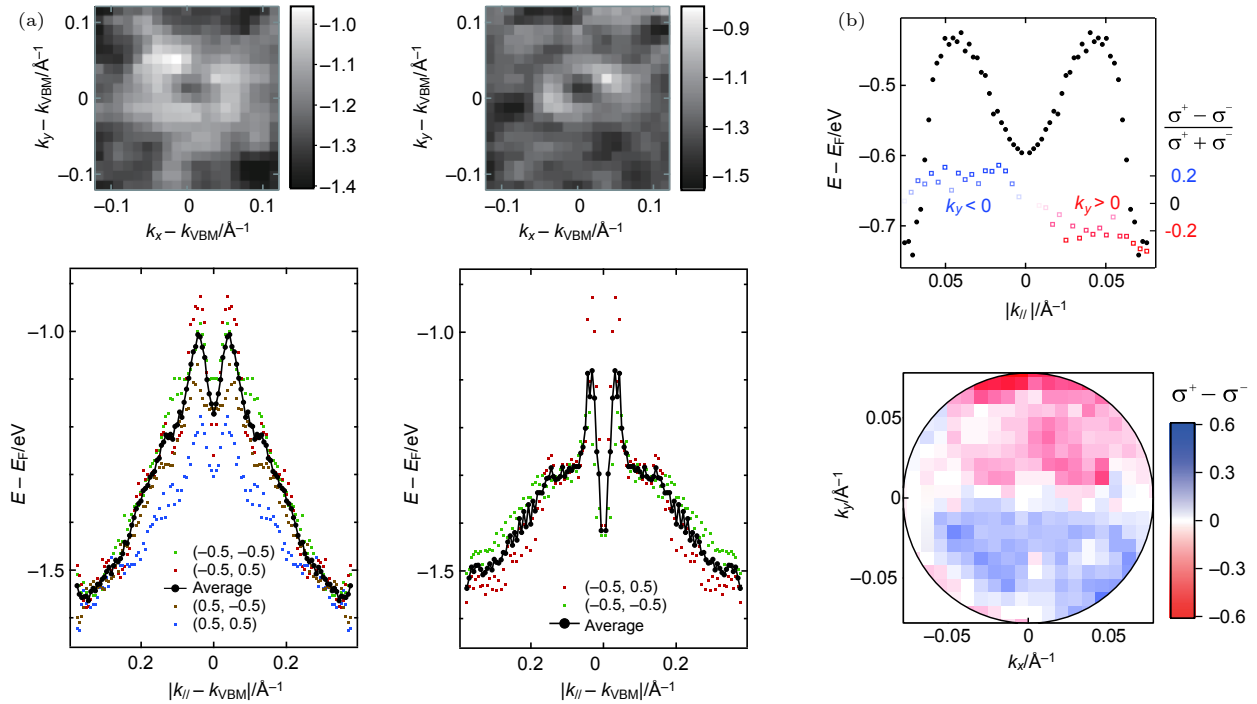 (a)
0.1
0
−0.1
k_y − k_VBM/Å⁻¹
−0.1
0
0.1
k_x − k_VBM/Å⁻¹
−1.0
−1.1
−1.2
−1.3
−1.4
0.1
0
−0.1
k_y − k_VBM/Å⁻¹
−0.1
0
0.1
k_x − k_VBM/Å⁻¹
−0.9
−1.1
−1.3
−1.5
−1.0
−1.5
E − E_F/eV
(−0.5, −0.5)
(−0.5, 0.5)
Average
(0.5, −0.5)
(0.5, 0.5)
0.2
0
0.2
|k_// − k_VBM|/Å⁻¹
−1.0
−1.5
E − E_F/eV
(−0.5, 0.5)
(−0.5, −0.5)
Average
0.2
0
0.2
|k_// − k_VBM|/Å⁻¹
(b)
−0.5
−0.6
−0.7
E − E_F/eV
k_y < 0
k_y > 0
σ⁺ − σ⁻
σ⁺ + σ⁻
0.2
0
-0.2
0.05
0
0.05
|k_//|/Å⁻¹
0.05
0
−0.05
k_y/Å⁻¹
−0.05
0
0.05
k_x/Å⁻¹
σ⁺ − σ⁻
0.6
0.3
0
−0.3
−0.6